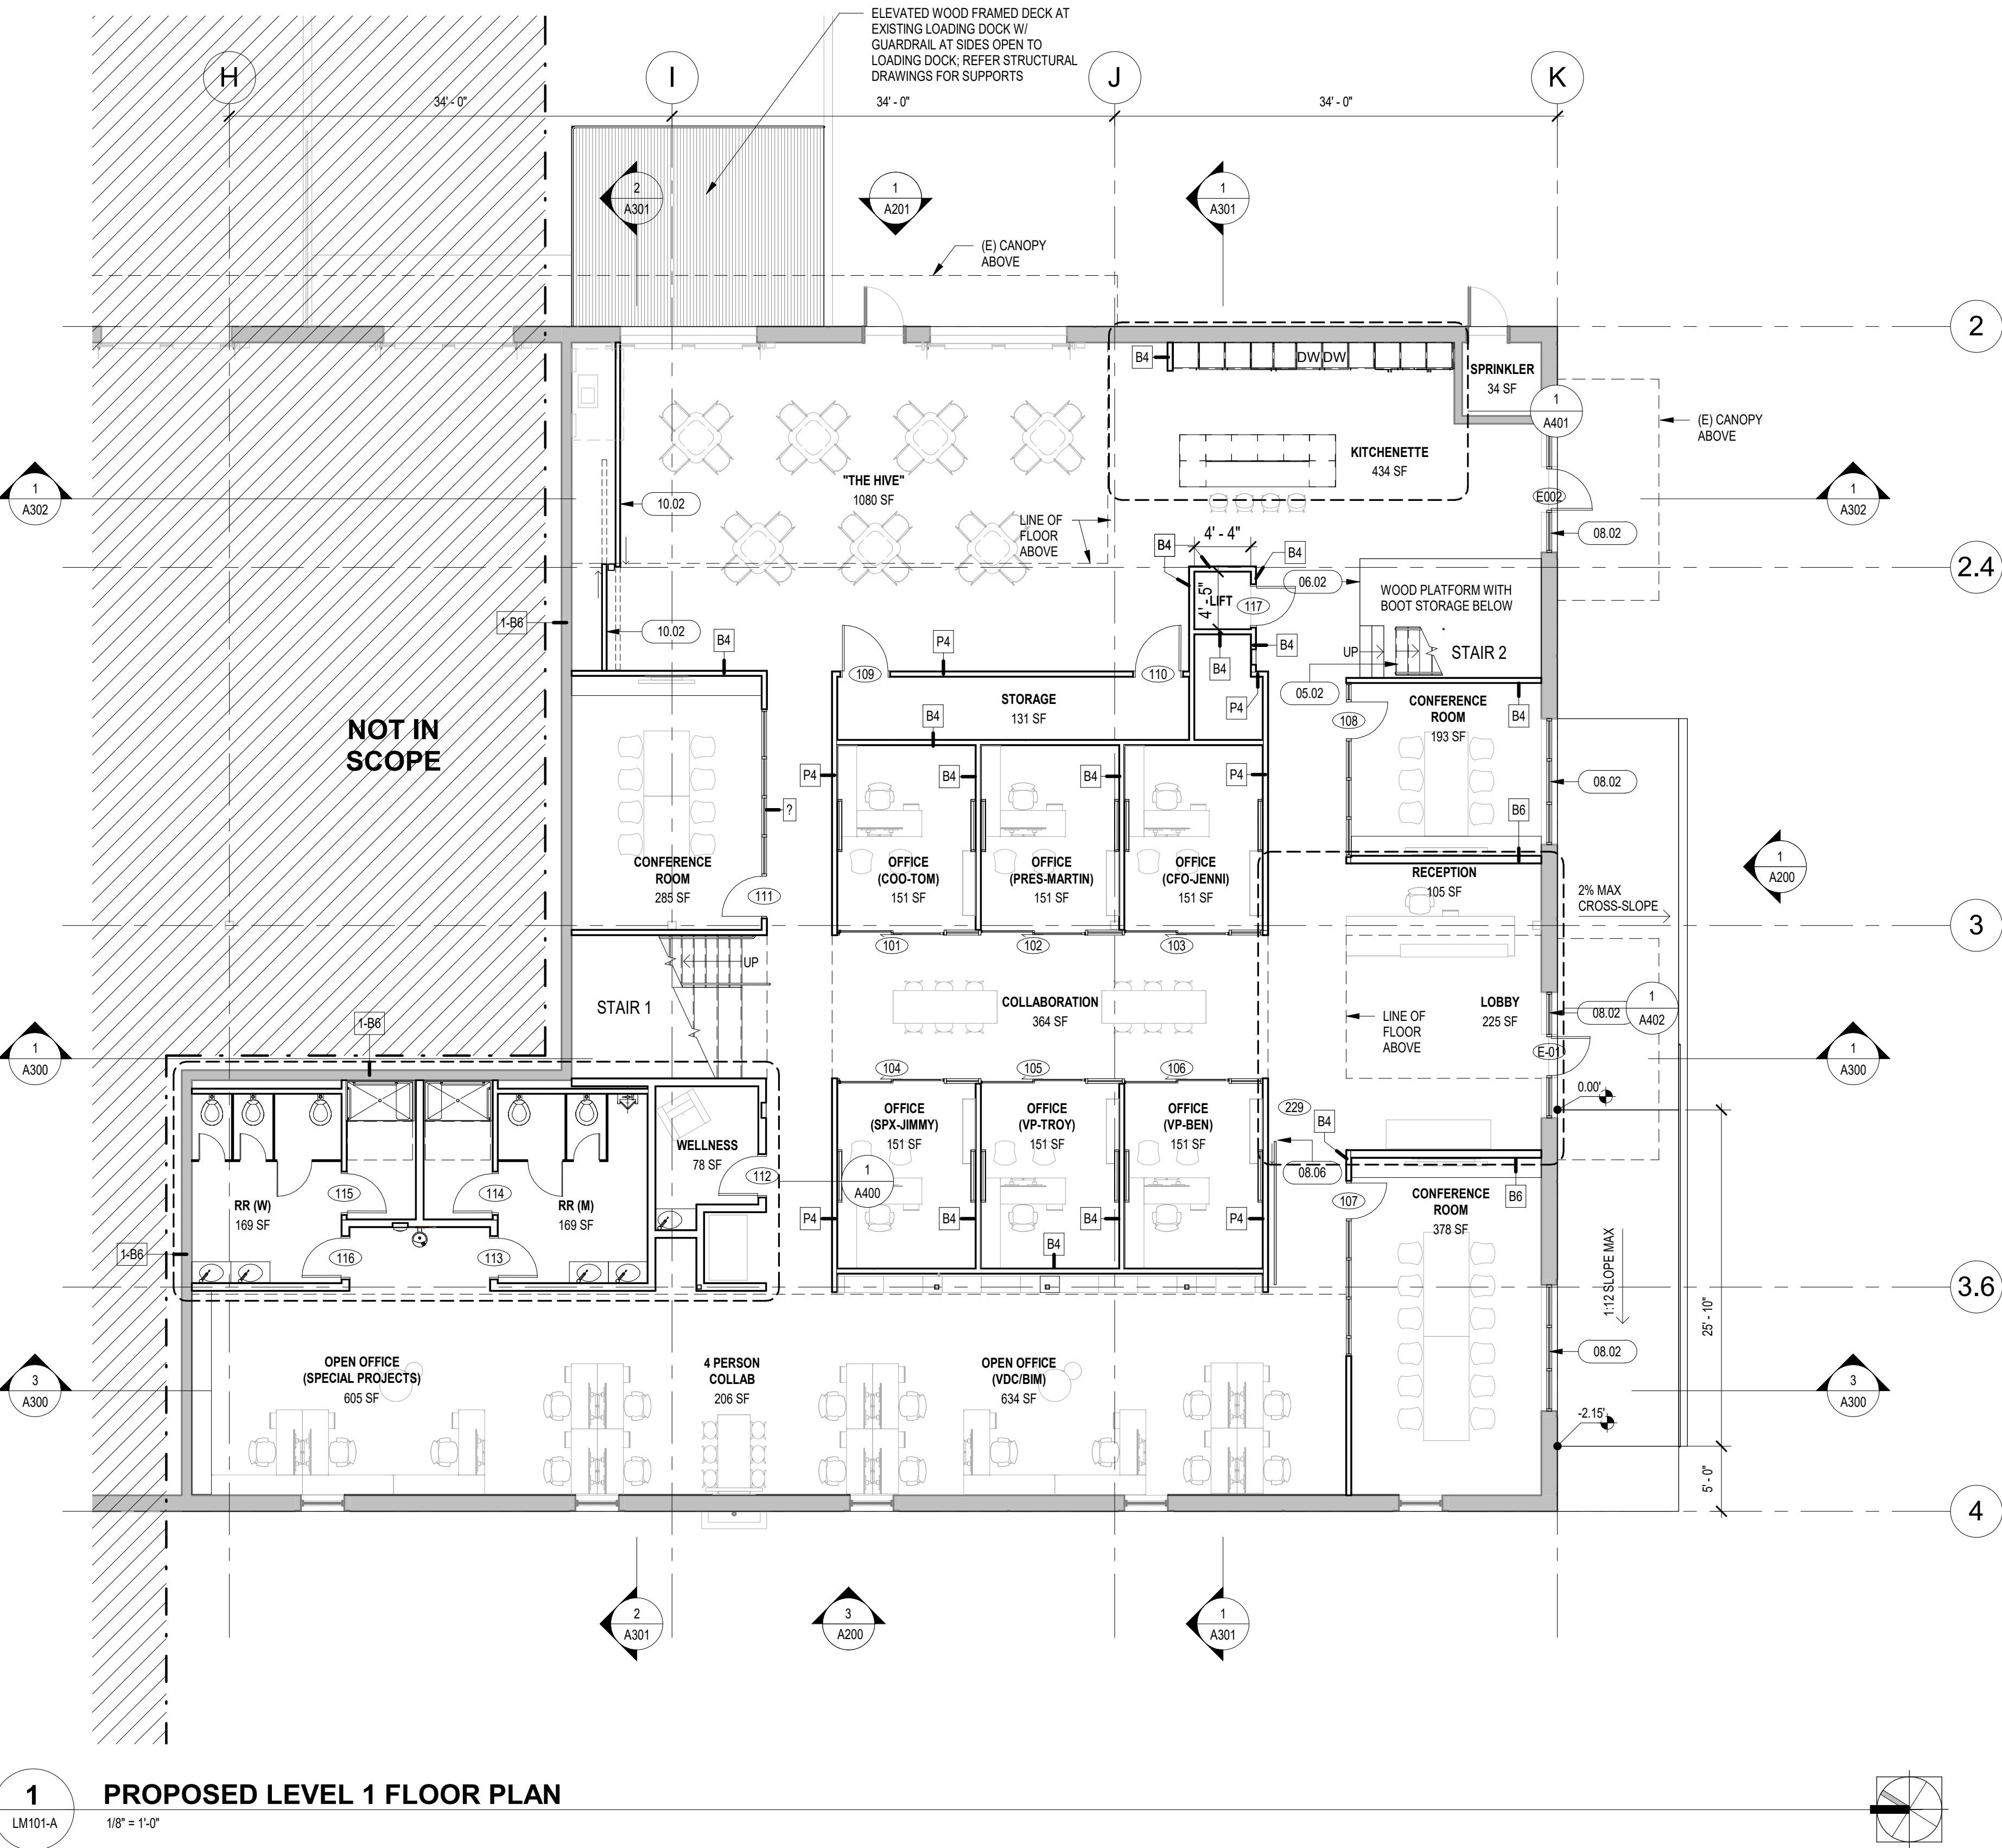 ELEVATED WOOD FRAMED DECK AT
EXISTING LOADING DOCK W/
GUARDRAIL AT SIDES OPEN TO
LOADING DOCK; REFER STRUCTURAL
DRAWINGS FOR SUPPORTS
H
I
J
K
34' - 0"
34' - 0"
34' - 0"
2
A301
1
A201
1
A301
(E) CANOPY
ABOVE
2
B4
DW DW
SPRINKLER
34 SF
1
A401
(E) CANOPY
ABOVE
KITCHENETTE
434 SF
"THE HIVE"
1080 SF
1
A302
10.02
E002
1
A302
LINE OF
FLOOR
ABOVE
4' - 4"
08.02
B4
B4
2.4
06.02
WOOD PLATFORM WITH
BOOT STORAGE BELOW
4' - 5"
LIFT
117
1-B6
10.02
B4
P4
B4
B4
UP
STAIR 2
109
110
05.02
STORAGE
131 SF
P4
CONFERENCE
ROOM
193 SF
108
B4
B4
NOT IN
SCOPE
P4
B4
B4
P4
08.02
?
B6
CONFERENCE
ROOM
285 SF
OFFICE
(COO-TOM)
151 SF
OFFICE
(PRES-MARTIN)
151 SF
OFFICE
(CFO-JENNI)
151 SF
RECEPTION
105 SF
1
A200
2% MAX
CROSS-SLOPE
111
3
101
102
103
UP
STAIR 1
COLLABORATION
364 SF
LOBBY
225 SF
1
A402
08.02
LINE OF
FLOOR
ABOVE
1-B6
1
A300
E-01
1
A300
104
105
106
0.00'
OFFICE
(SPX-JIMMY)
151 SF
OFFICE
(VP-TROY)
151 SF
OFFICE
(VP-BEN)
151 SF
229
B4
WELLNESS
78 SF
112
1
A400
08.06
115
114
RR (W)
169 SF
RR (M)
169 SF
107
CONFERENCE
ROOM
378 SF
B6
P4
B4
B4
P4
B4
1-B6
116
113
1:12 SLOPE MAX
3.6
25' - 10"
OPEN OFFICE
(SPECIAL PROJECTS)
605 SF
4 PERSON
COLLAB
206 SF
OPEN OFFICE
(VDC/BIM)
634 SF
08.02
3
A300
3
A300
-2.15'
5' - 0"
4
2
A301
3
A200
1
A301
1
LM101-A
PROPOSED LEVEL 1 FLOOR PLAN
1/8" = 1'-0"